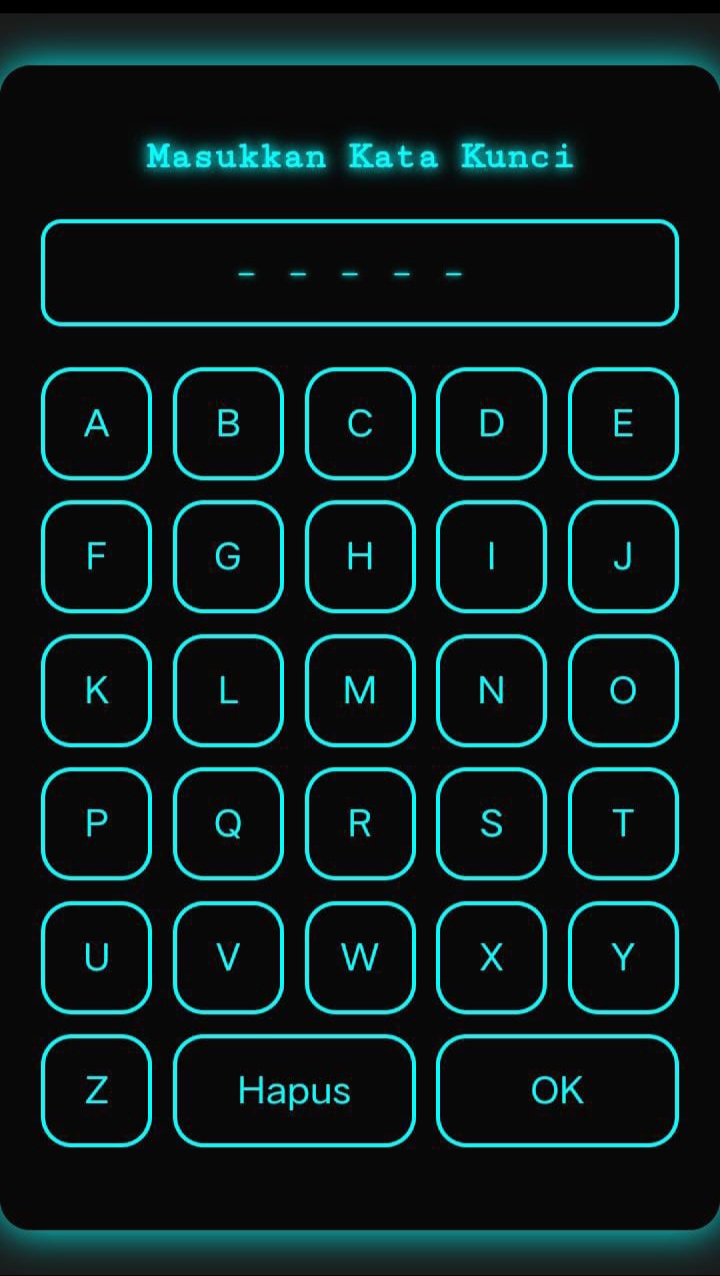 Masukkan Kata Kunci
- - - - -
A B C D E
F G H I J
K L M N O
P Q R S T
U V W X Y
Z Hapus OK